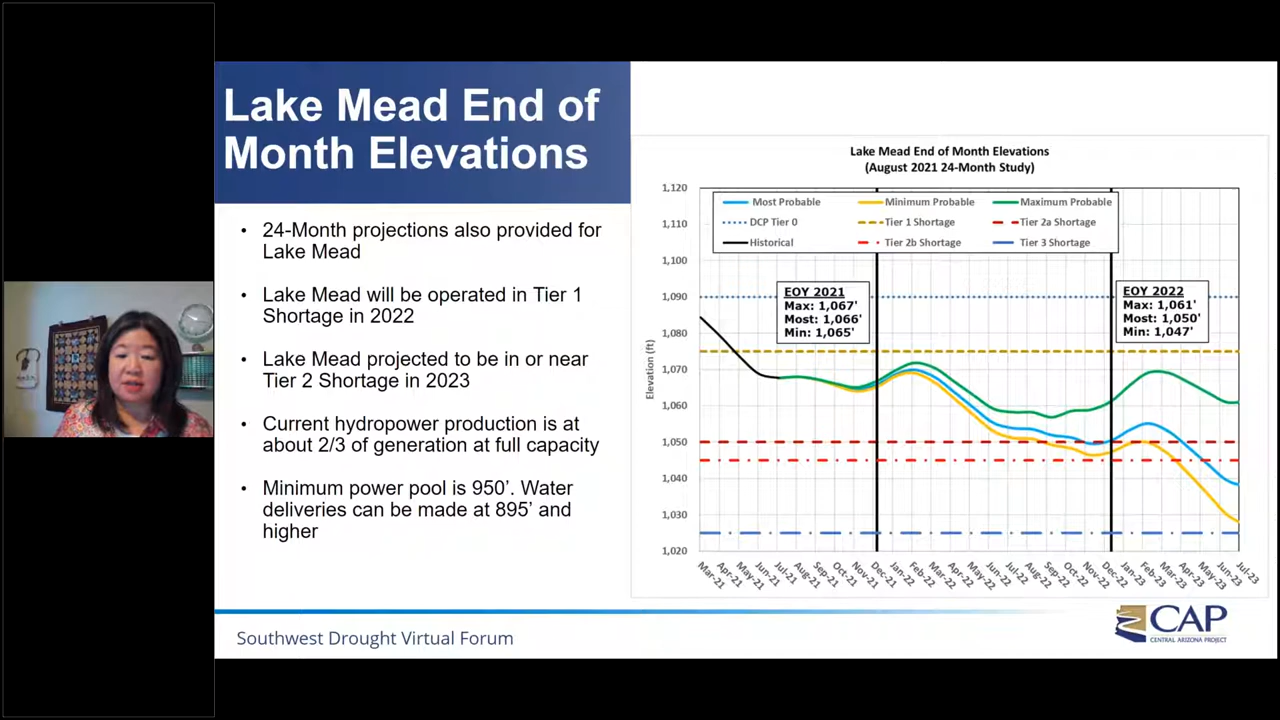 Lake Mead End of
Month Elevations
• 24-Month projections also provided for
Lake Mead
• Lake Mead will be operated in Tier 1
Shortage in 2022
• Lake Mead projected to be in or near
Tier 2 Shortage in 2023
• Current hydropower production is at
about 2/3 of generation at full capacity
• Minimum power pool is 950’. Water
deliveries can be made at 895’ and
higher
Lake Mead End of Month Elevations
(August 2021 24-Month Study)
Most Probable Minimum Probable Maximum Probable
DCP Tier 0 Tier 1 Shortage Tier 2a Shortage
Historical Tier 2b Shortage Tier 3 Shortage
EOY 2021
Max: 1,067'
Most: 1,066'
Min: 1,065'
EOY 2022
Max: 1,061'
Most: 1,050'
Min: 1,047'
Elevation (ft)
1,120
1,110
1,100
1,090
1,080
1,070
1,060
1,050
1,040
1,030
1,020
Mar-21 Apr-21 May-21 Jun-21 Jul-21 Aug-21 Sep-21 Oct-21 Nov-21 Dec-21 Jan-22 Feb-22 Mar-22 Apr-22 May-22 Jun-22 Jul-22 Aug-22 Sep-22 Oct-22 Nov-22 Dec-22 Jan-23 Feb-23 Mar-23 Apr-23 May-23 Jun-23 Jul-23
Southwest Drought Virtual Forum
CAP
CENTRAL ARIZONA PROJECT